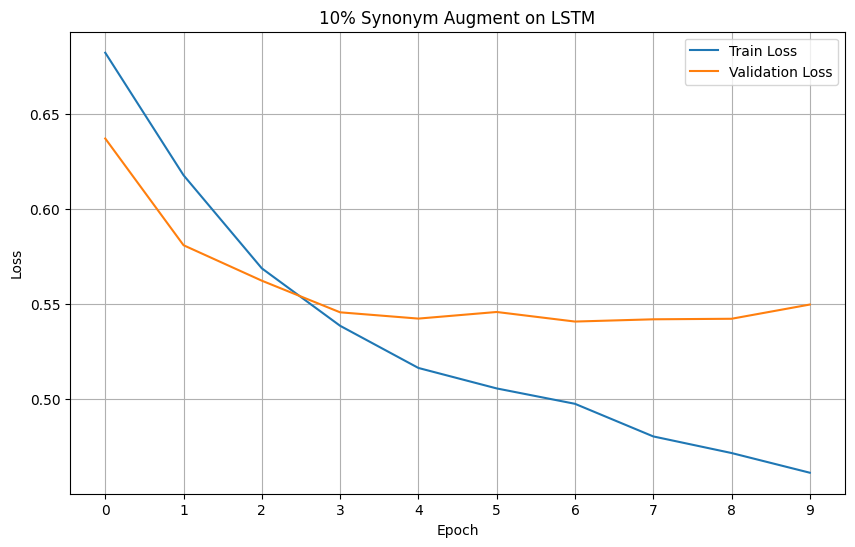 10% Synonym Augment on LSTM
Train Loss
Validation Loss
Loss
0.65
0.60
0.55
0.50
0 1 2 3 4 5 6 7 8 9
Epoch